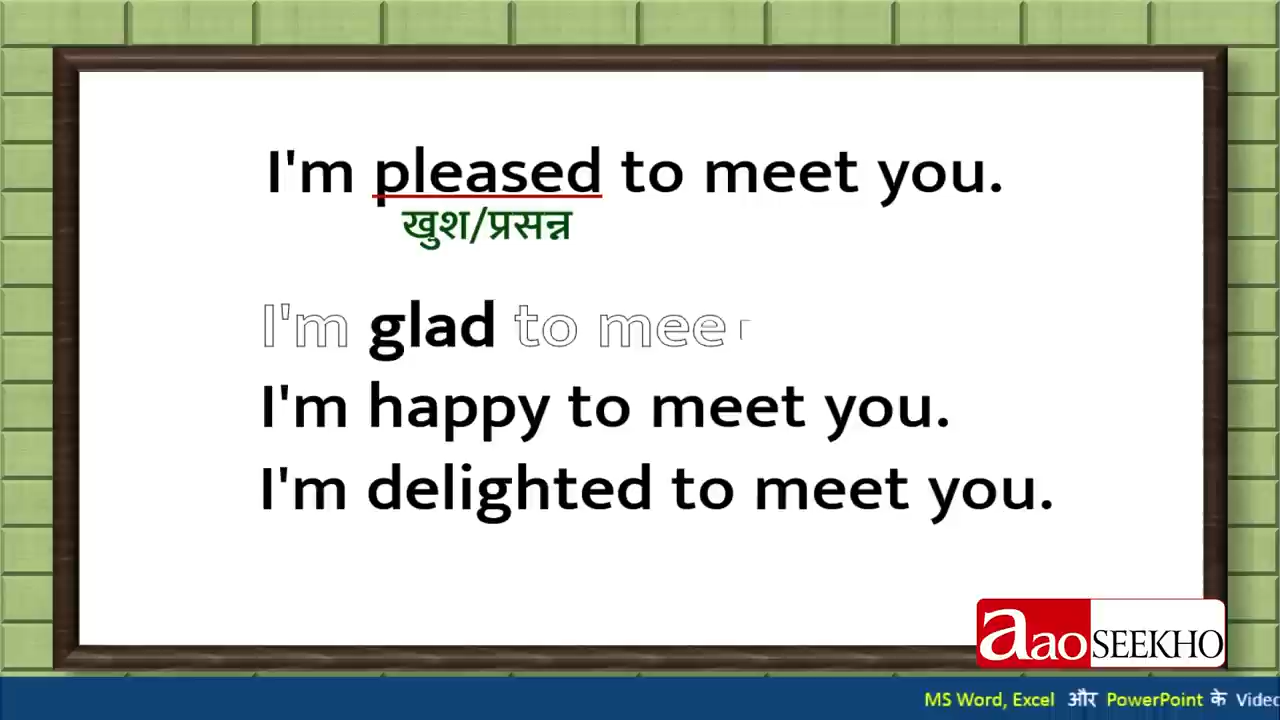 I'm pleased to meet you.
खुश/प्रसन्न
I'm glad to mee
I'm happy to meet you.
I'm delighted to meet you.
aao SEEKHO
MS Word, Excel और PowerPoint के Video